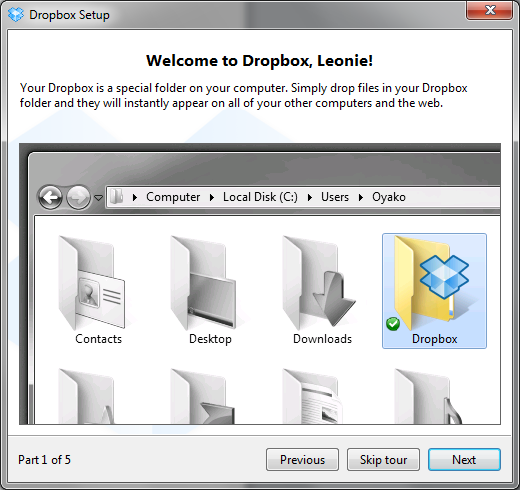 Dropbox Setup
Welcome to Dropbox, Leonie!
Your Dropbox is a special folder on your computer. Simply drop files in your Dropbox
folder and they will instantly appear on all of your other computers and the web.
Computer Local Disk (C:) Users Oyako
Contacts Desktop Downloads Dropbox
Part 1 of 5 Previous Skip tour Next